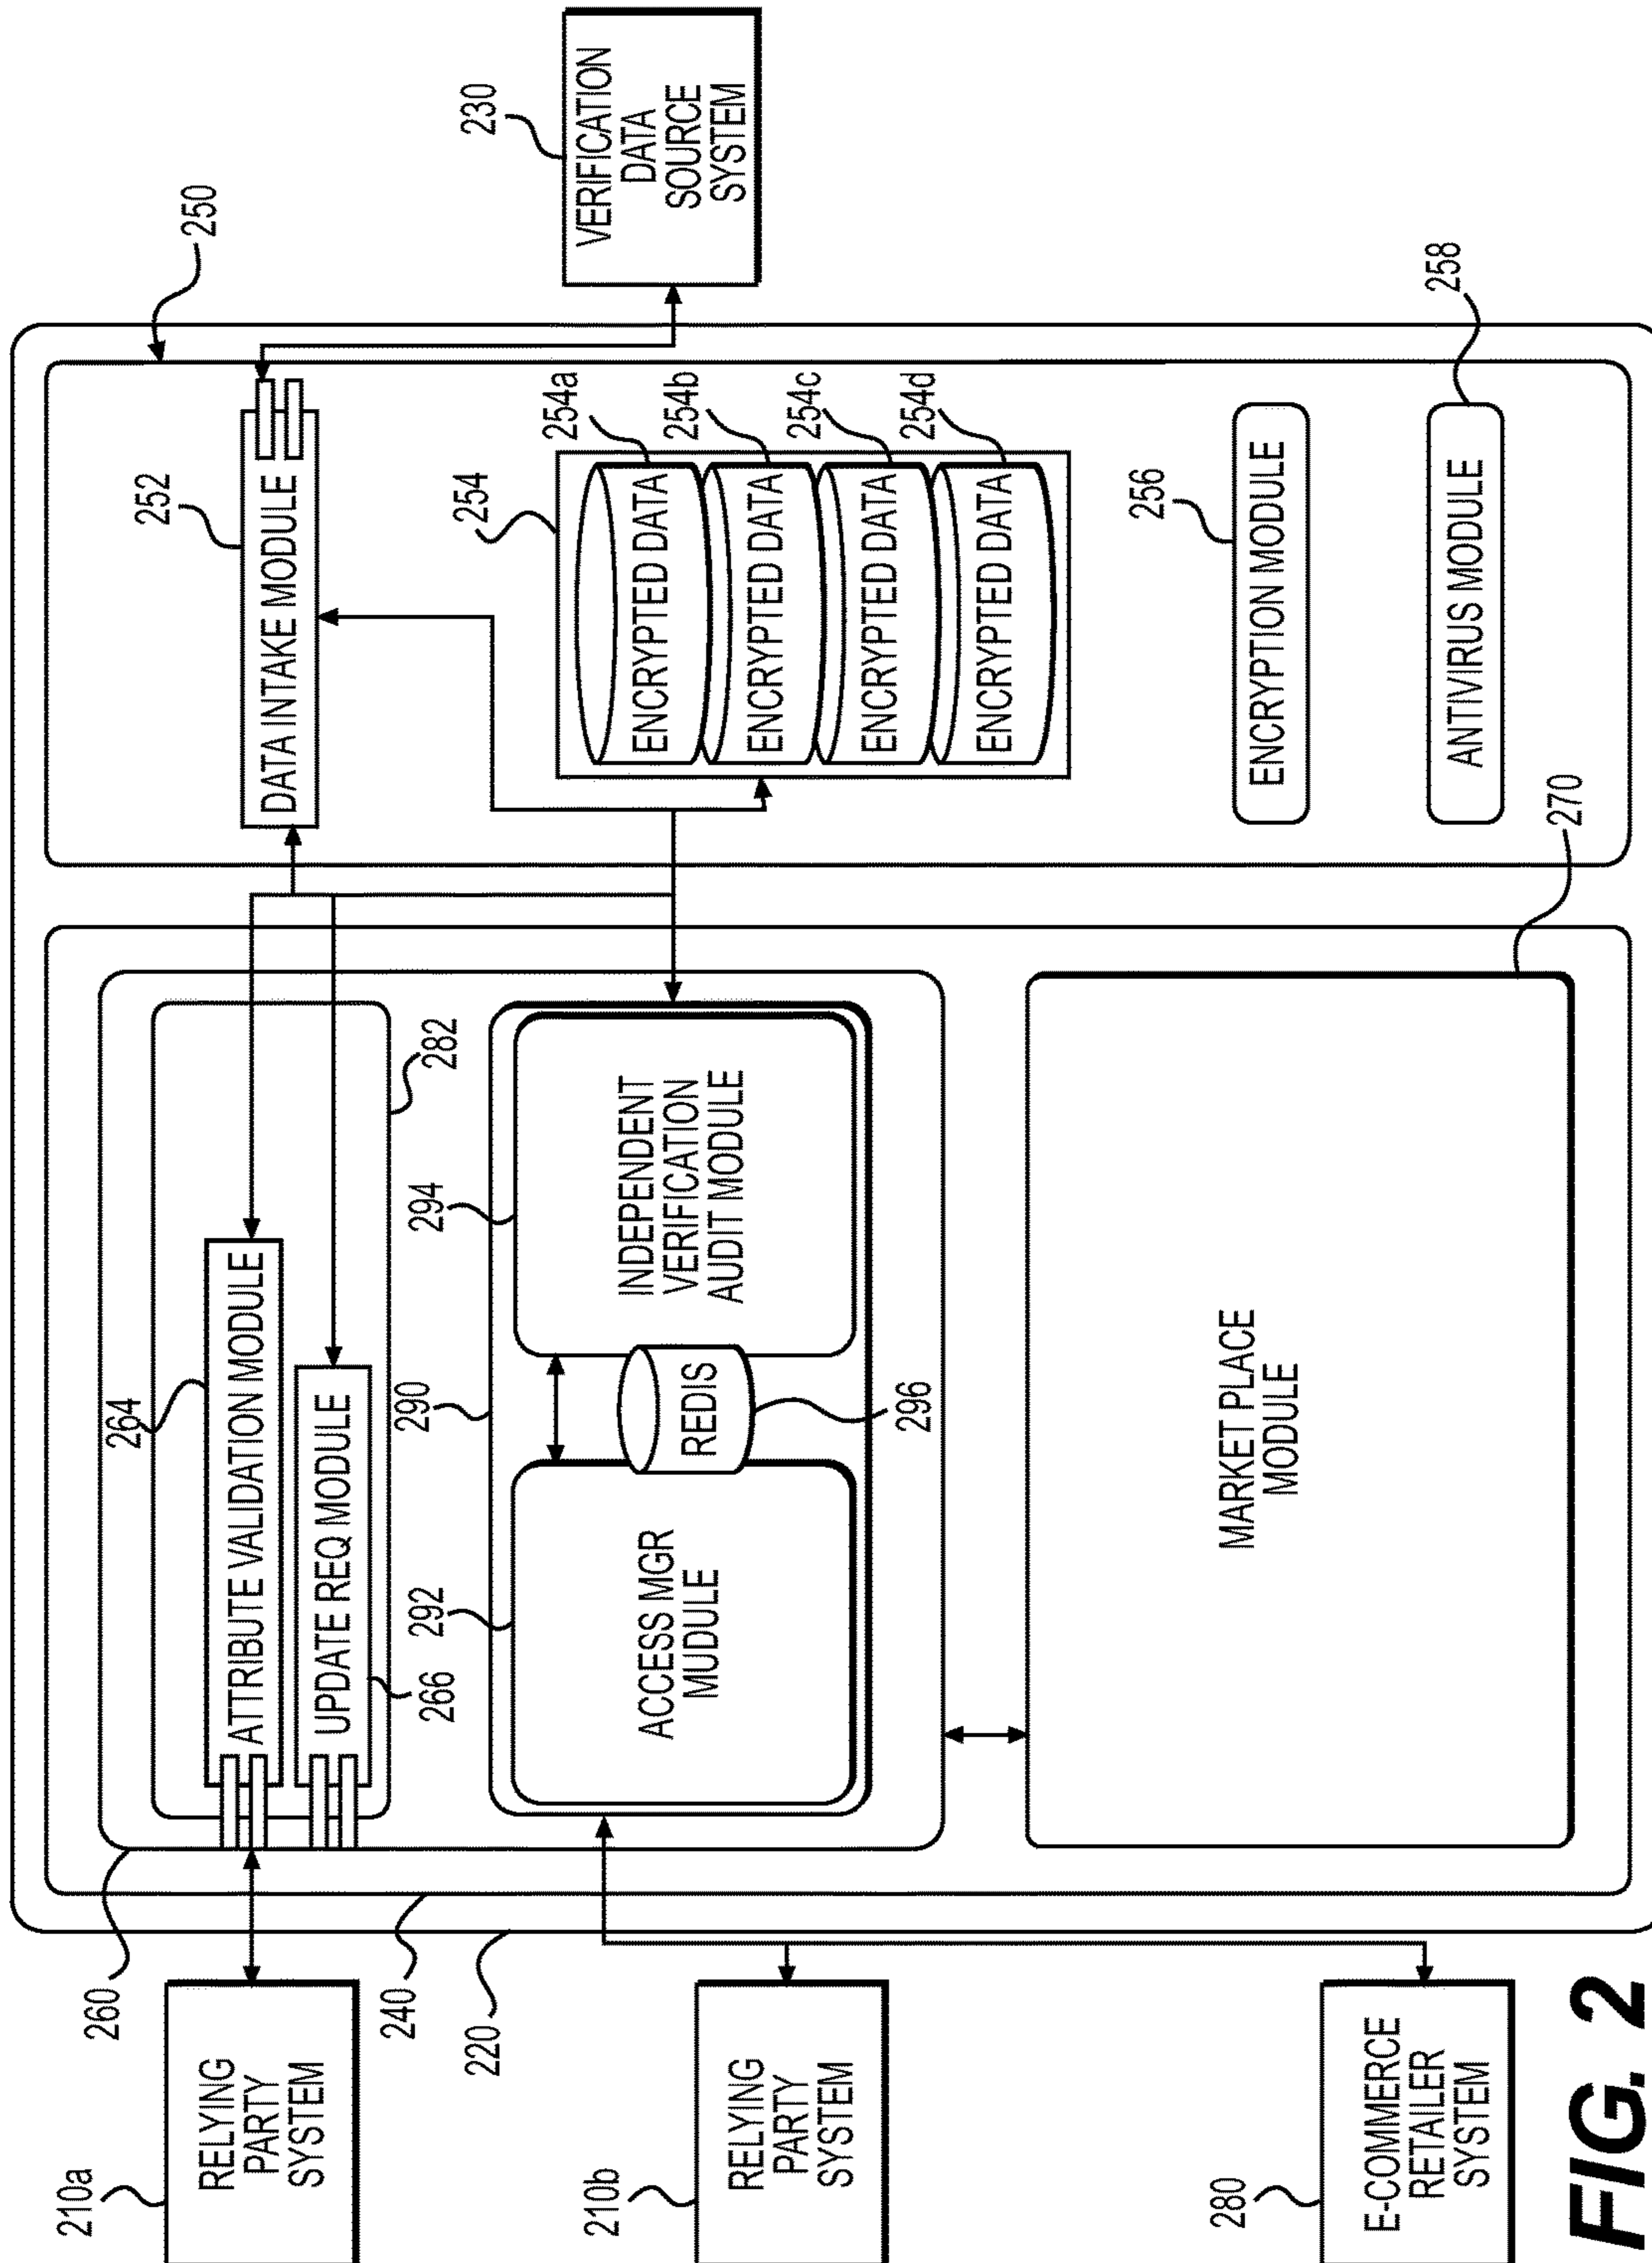 210a
RELYING
PARTY
SYSTEM
210b
RELYING
PARTY
SYSTEM
280
E-COMMERCE
RETAILER
SYSTEM
260
240
220
264
ATTRIBUTE VALIDATION MODULE
UPDATE REQ MODULE
266
282
290
292
ACCESS MGR
MUDULE
294
INDEPENDENT
VERIFICATION
AUDIT MODULE
REDIS
296
MARKET PLACE
MODULE
270
250
252
DATA INTAKE MODULE
254
254a
ENCRYPTED DATA
254b
ENCRYPTED DATA
254c
ENCRYPTED DATA
254d
ENCRYPTED DATA
256
ENCRYPTION MODULE
258
ANTIVIRUS MODULE
230
VERIFICATION
DATA
SOURCE
SYSTEM
FIG. 2